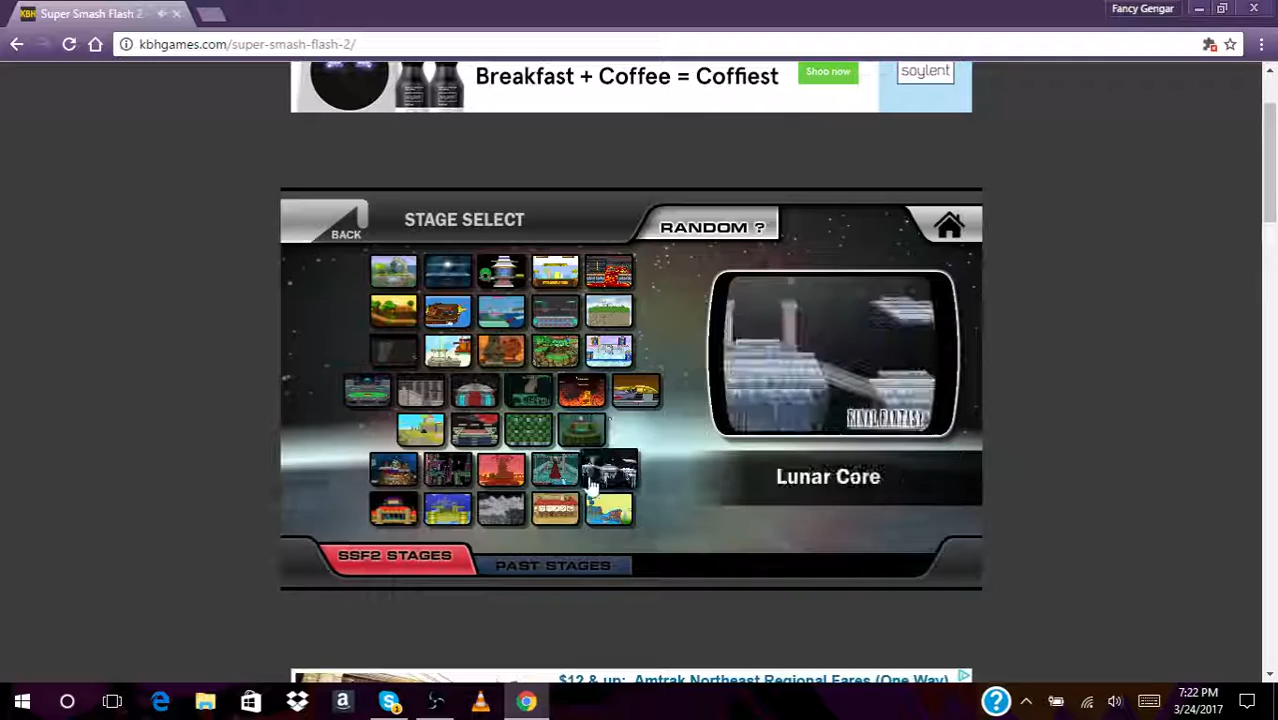 KBH Super Smash Flash 2
Fancy Gengar
kbhgames.com/super-smash-flash-2/
Breakfast + Coffee = Coffiest
Shop now
soylent
BACK
STAGE SELECT
RANDOM ?
FINAL FANTASY
Lunar Core
SSF2 STAGES
PAST STAGES
$12 & up: Amtrak Northeast Regional Fares (One Way)
7:22 PM
3/24/2017